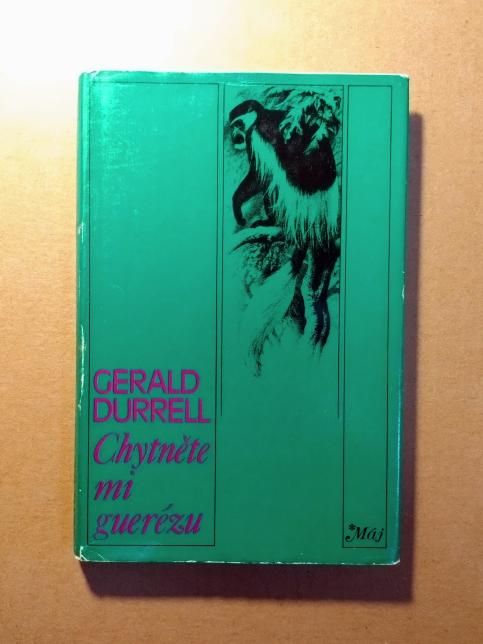 GERALD
DURRELL
Chytněte
mi
guerézu
*Máj